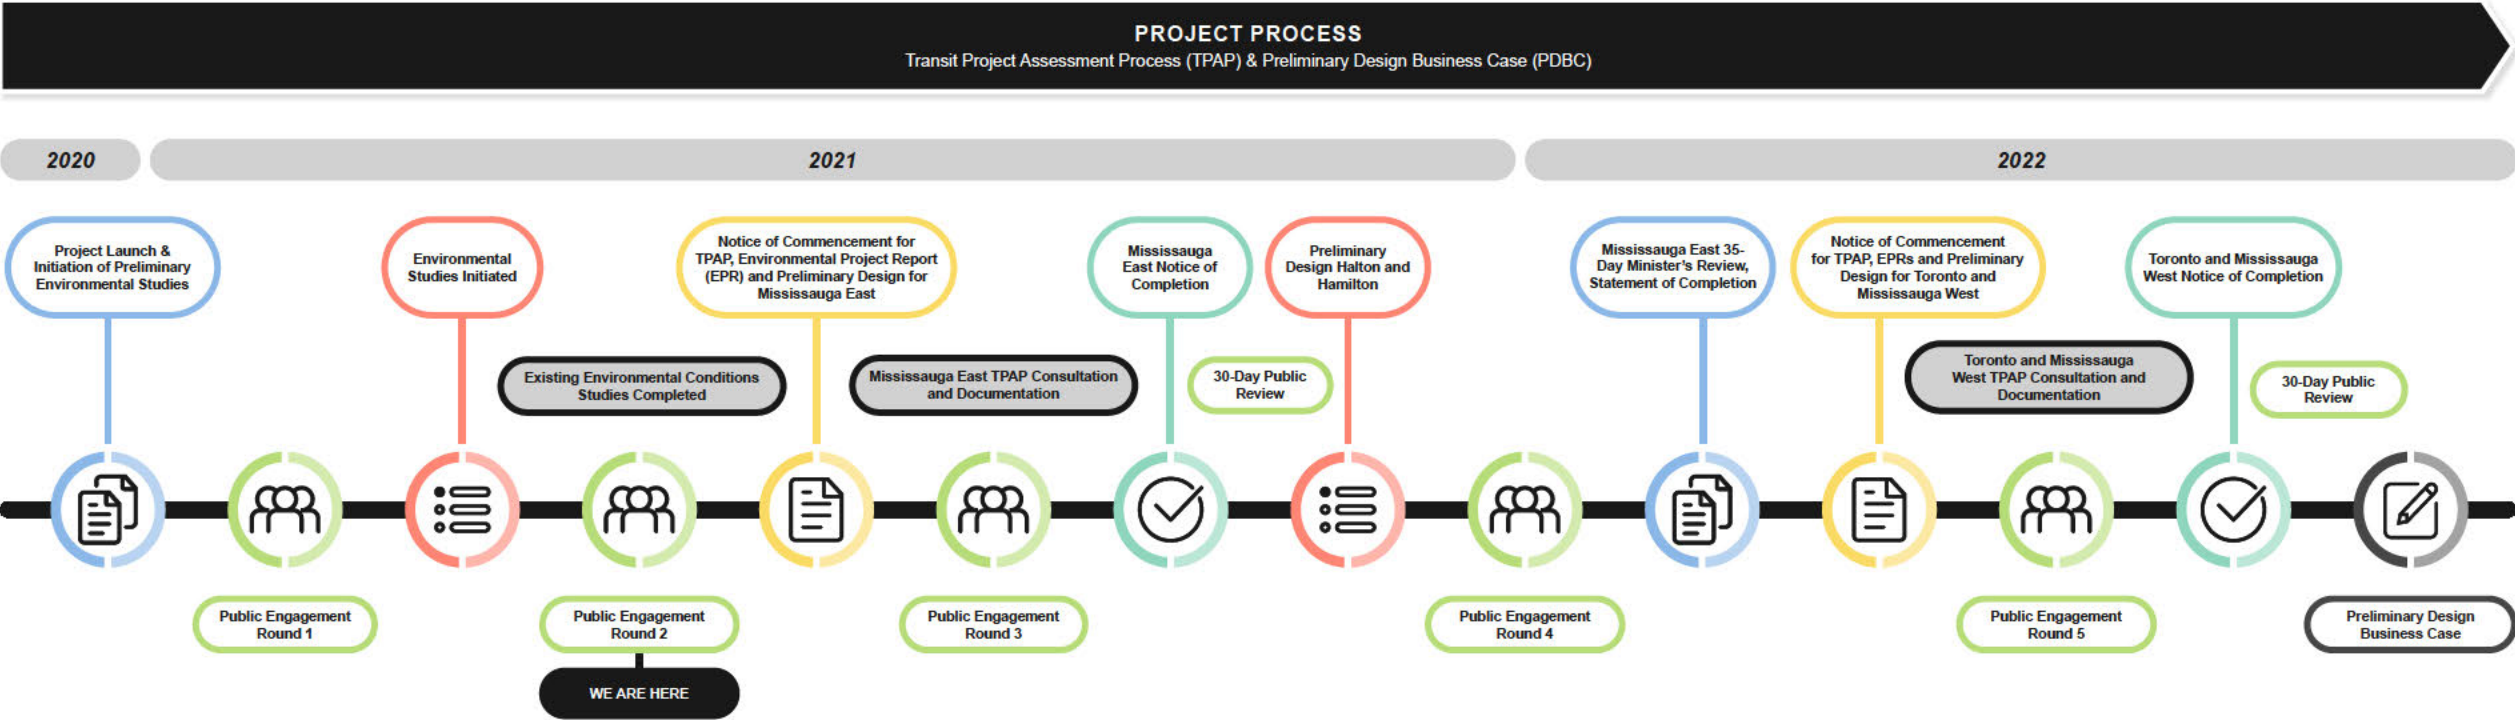 PROJECT PROCESS
Transit Project Assessment Process (TPAP) & Preliminary Design Business Case (PDBC)
2020
2021
2022
Project Launch &
Initiation of Preliminary
Environmental Studies
Environmental
Studies Initiated
Notice of Commencement for
TPAP, Environmental Project Report
(EPR) and Preliminary Design for
Mississauga East
Mississauga
East Notice of
Completion
Preliminary
Design Halton and
Hamilton
Mississauga East 35-
Day Minister's Review,
Statement of Completion
Notice of Commencement
for TPAP, EPRs and Preliminary
Design for Toronto and
Mississauga West
Toronto and Mississauga
West Notice of Completion
Existing Environmental Conditions
Studies Completed
Mississauga East TPAP Consultation
and Documentation
30-Day Public
Review
Toronto and Mississauga
West TPAP Consultation and
Documentation
30-Day Public
Review
Public Engagement
Round 1
Public Engagement
Round 2
Public Engagement
Round 3
Public Engagement
Round 4
Public Engagement
Round 5
Preliminary Design
Business Case
WE ARE HERE